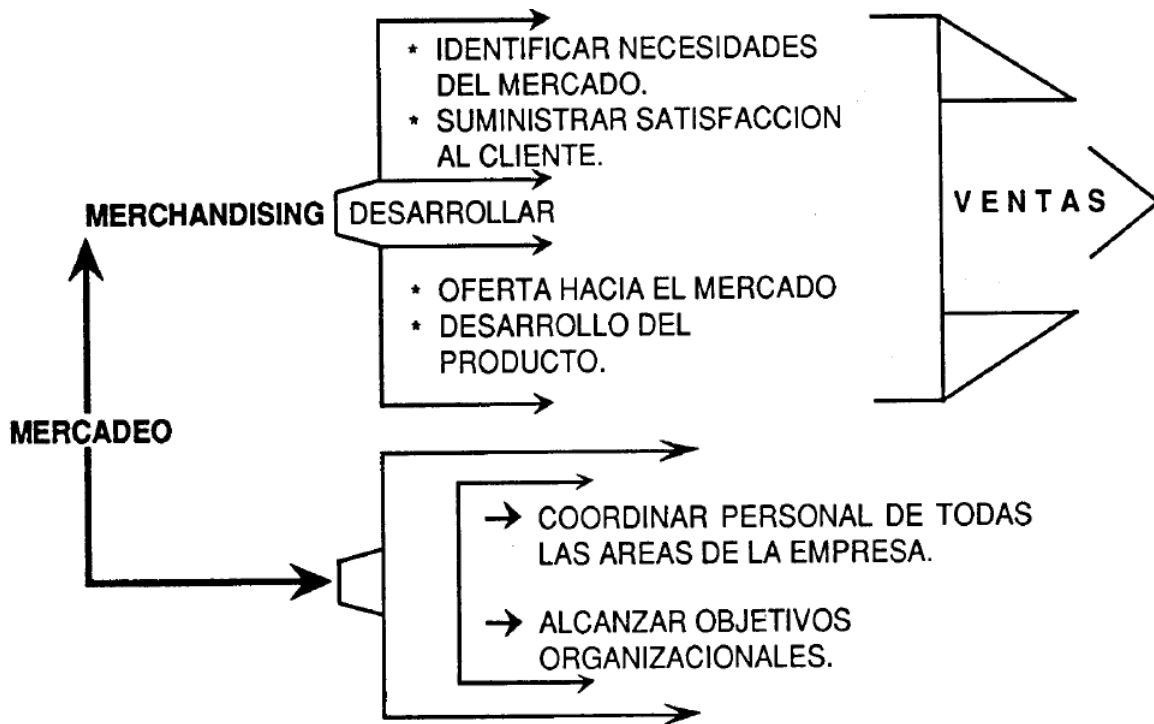 * IDENTIFICAR NECESIDADES
DEL MERCADO.
* SUMINISTRAR SATISFACCION
AL CLIENTE.
MERCHANDISING DESARROLLAR
VENTAS
* OFERTA HACIA EL MERCADO
* DESARROLLO DEL
PRODUCTO.
MERCADEO
COORDINAR PERSONAL DE TODAS
LAS AREAS DE LA EMPRESA.
ALCANZAR OBJETIVOS
ORGANIZACIONALES.